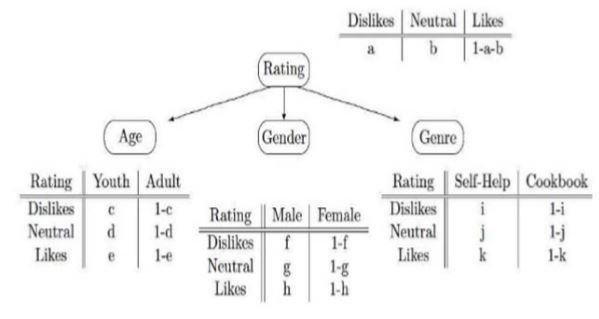 Dislikes Neutral Likes
a b 1-a-b
Rating
Age
Gender
Genre
Rating Youth Adult
Dislikes c 1-c
Neutral d 1-d
Likes e 1-e
Rating Male Female
Dislikes f 1-f
Neutral g 1-g
Likes h 1-h
Rating Self-Help Cookbook
Dislikes i 1-i
Neutral j 1-j
Likes k 1-k